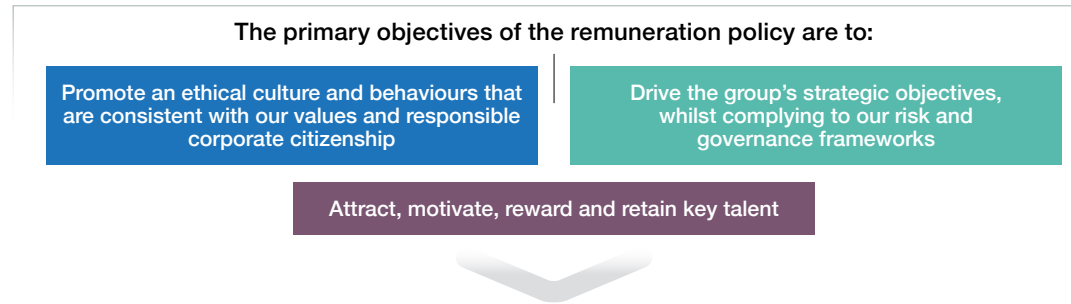 The primary objectives of the remuneration policy are to:
Promote an ethical culture and behaviours that
are consistent with our values and responsible
corporate citizenship
Drive the group’s strategic objectives,
whilst complying to our risk and
governance frameworks
Attract, motivate, reward and retain key talent